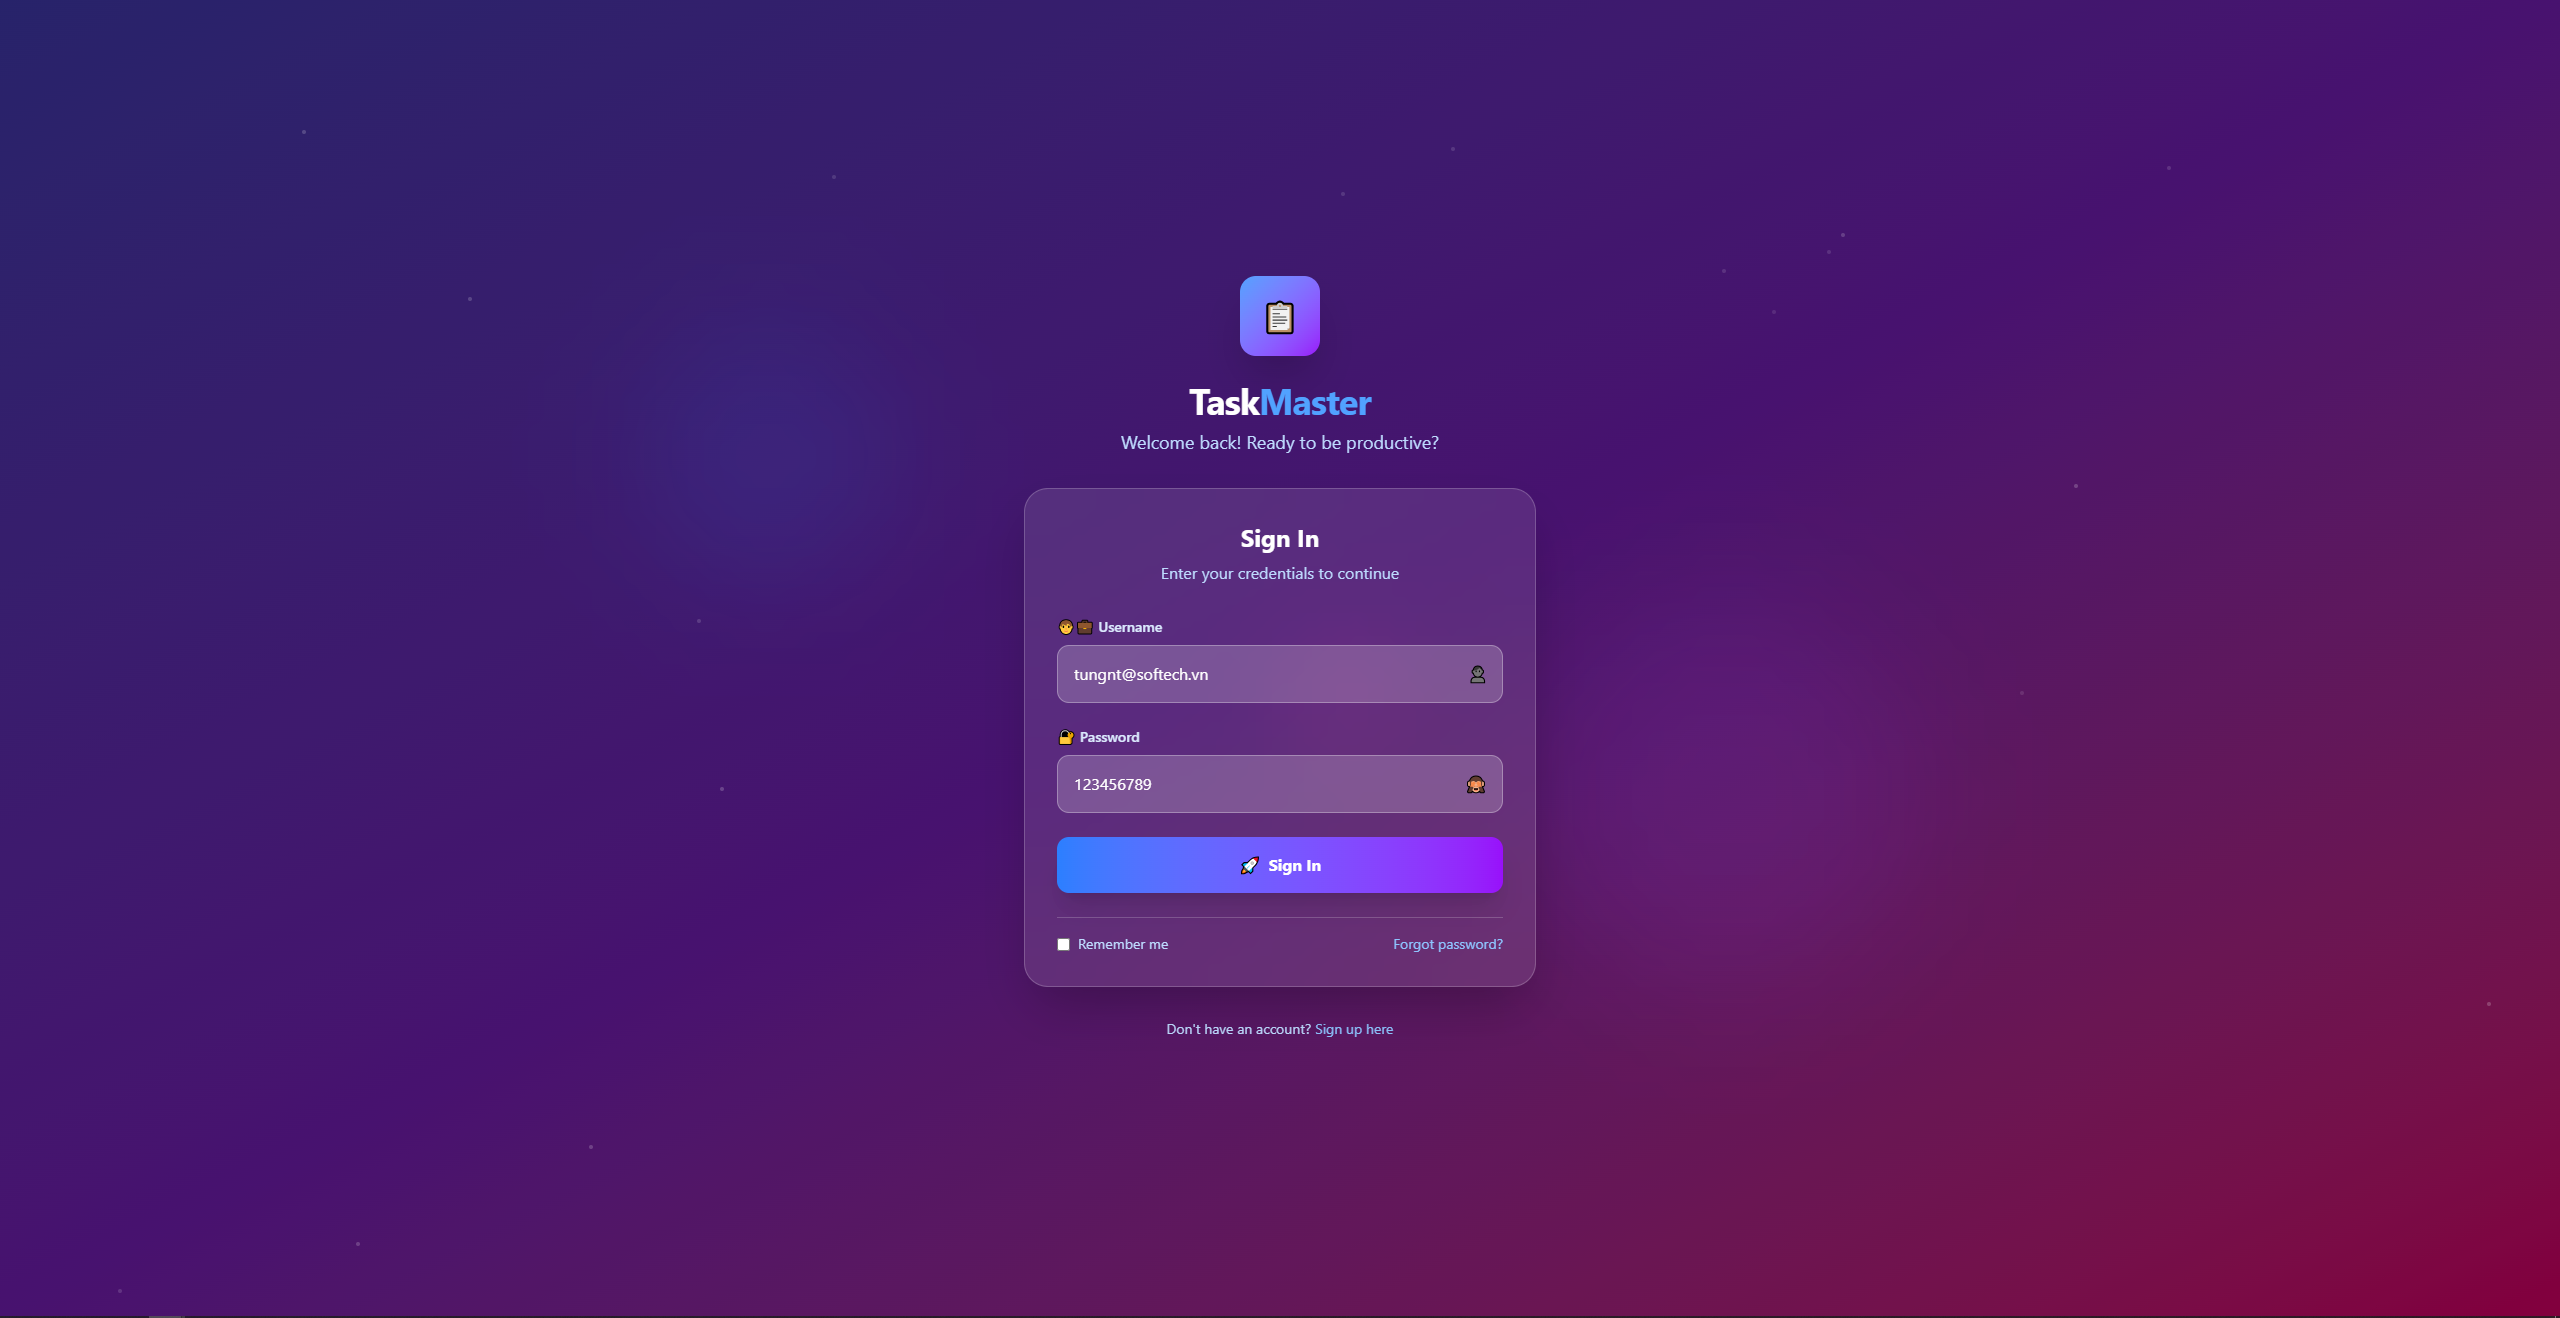 TaskMaster
Welcome back! Ready to be productive?
Sign In
Enter your credentials to continue
Username
tungnt@softech.vn
Password
123456789
Sign In
Remember me
Forgot password?
Don't have an account? Sign up here